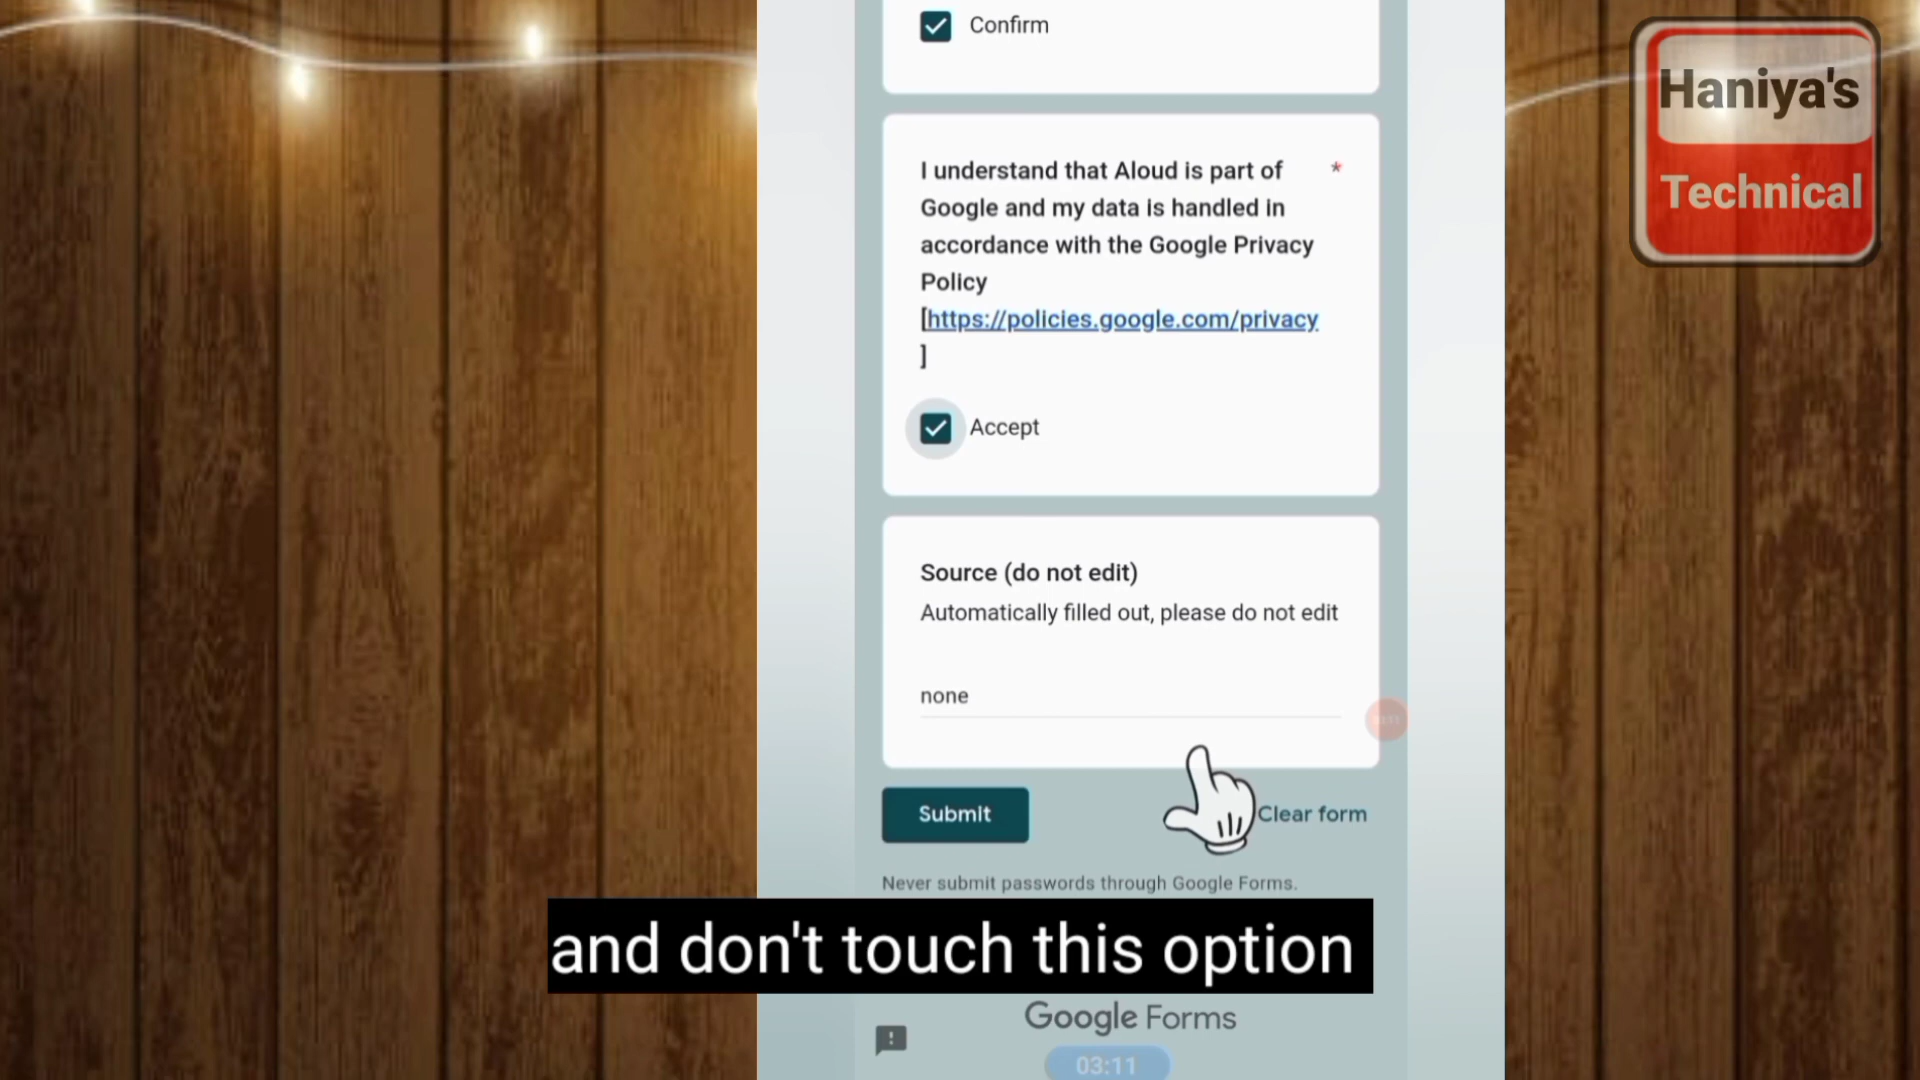 Confirm
Haniya's
Technical
I understand that Aloud is part of *
Google and my data is handled in
accordance with the Google Privacy
Policy
[https://policies.google.com/privacy
]
Accept
Source (do not edit)
Automatically filled out, please do not edit
none
Submit
Clear form
Never submit passwords through Google Forms.
and don't touch this option
Google Forms
03:11